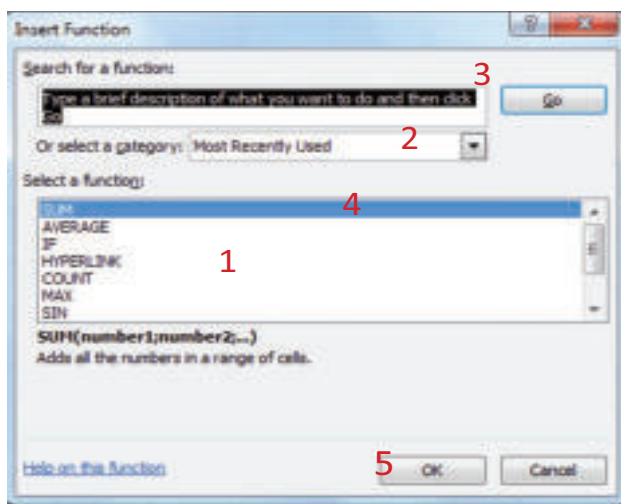 Insert Function
Search for a function:
3
Type a brief description of what you want to do and then click Go
Go
Or select a category: Most Recently Used
2
Select a function:
SUM
4
AVERAGE
IF
HYPERLINK
1
COUNT
MAX
SIN
SUM(number1;number2;...)
Adds all the numbers in a range of cells.
Help on this function
5
OK
Cancel